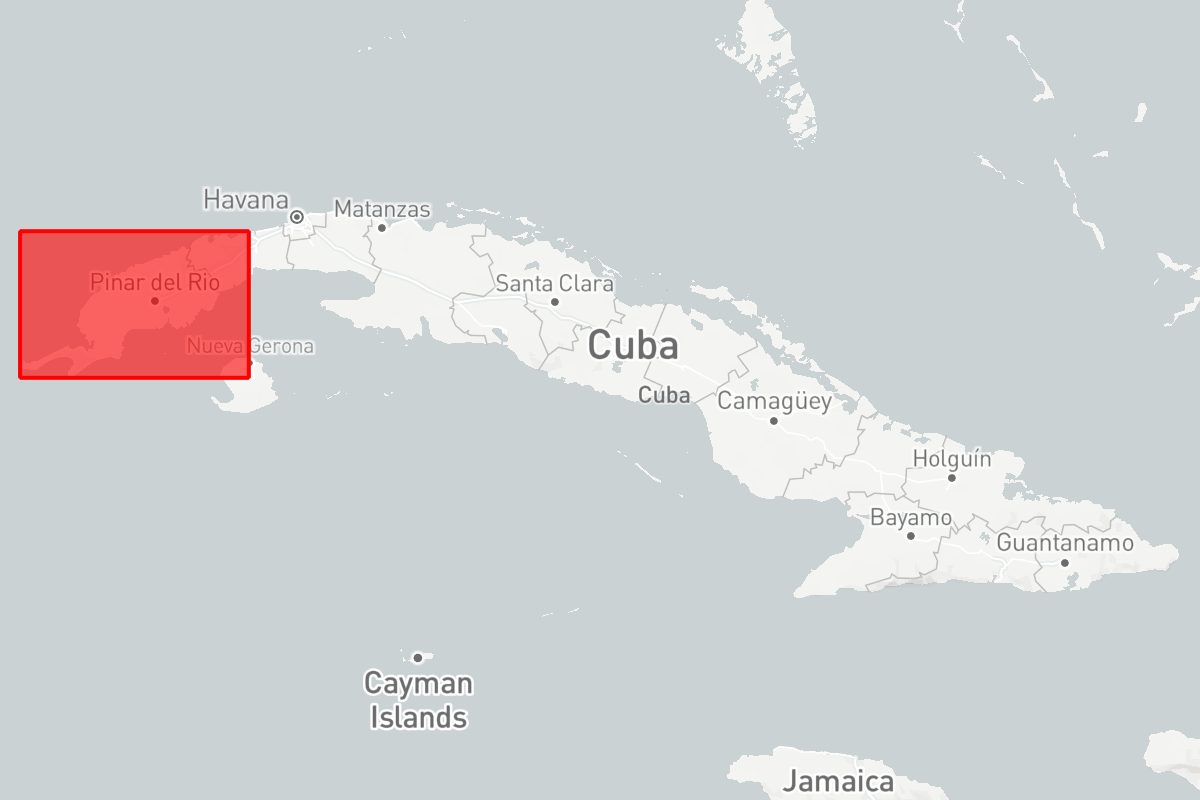 Havana
Matanzas
Pinar del Rio
Santa Clara
Nueva Gerona
Cuba
Cuba
Camagüey
Holguín
Bayamo
Guantanamo
Cayman
Islands
Jamaica